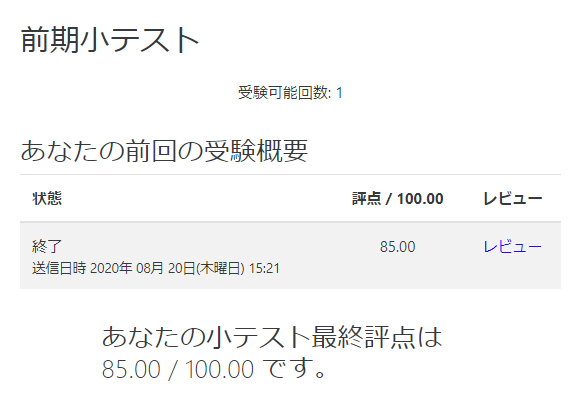 前期小テスト
受験可能回数: 1
あなたの前回の受験概要
状態 評点 / 100.00 レビュー
終了 85.00 レビュー
送信日時 2020年 08月 20日(木曜日) 15:21
あなたの小テスト最終評点は
85.00 / 100.00 です。